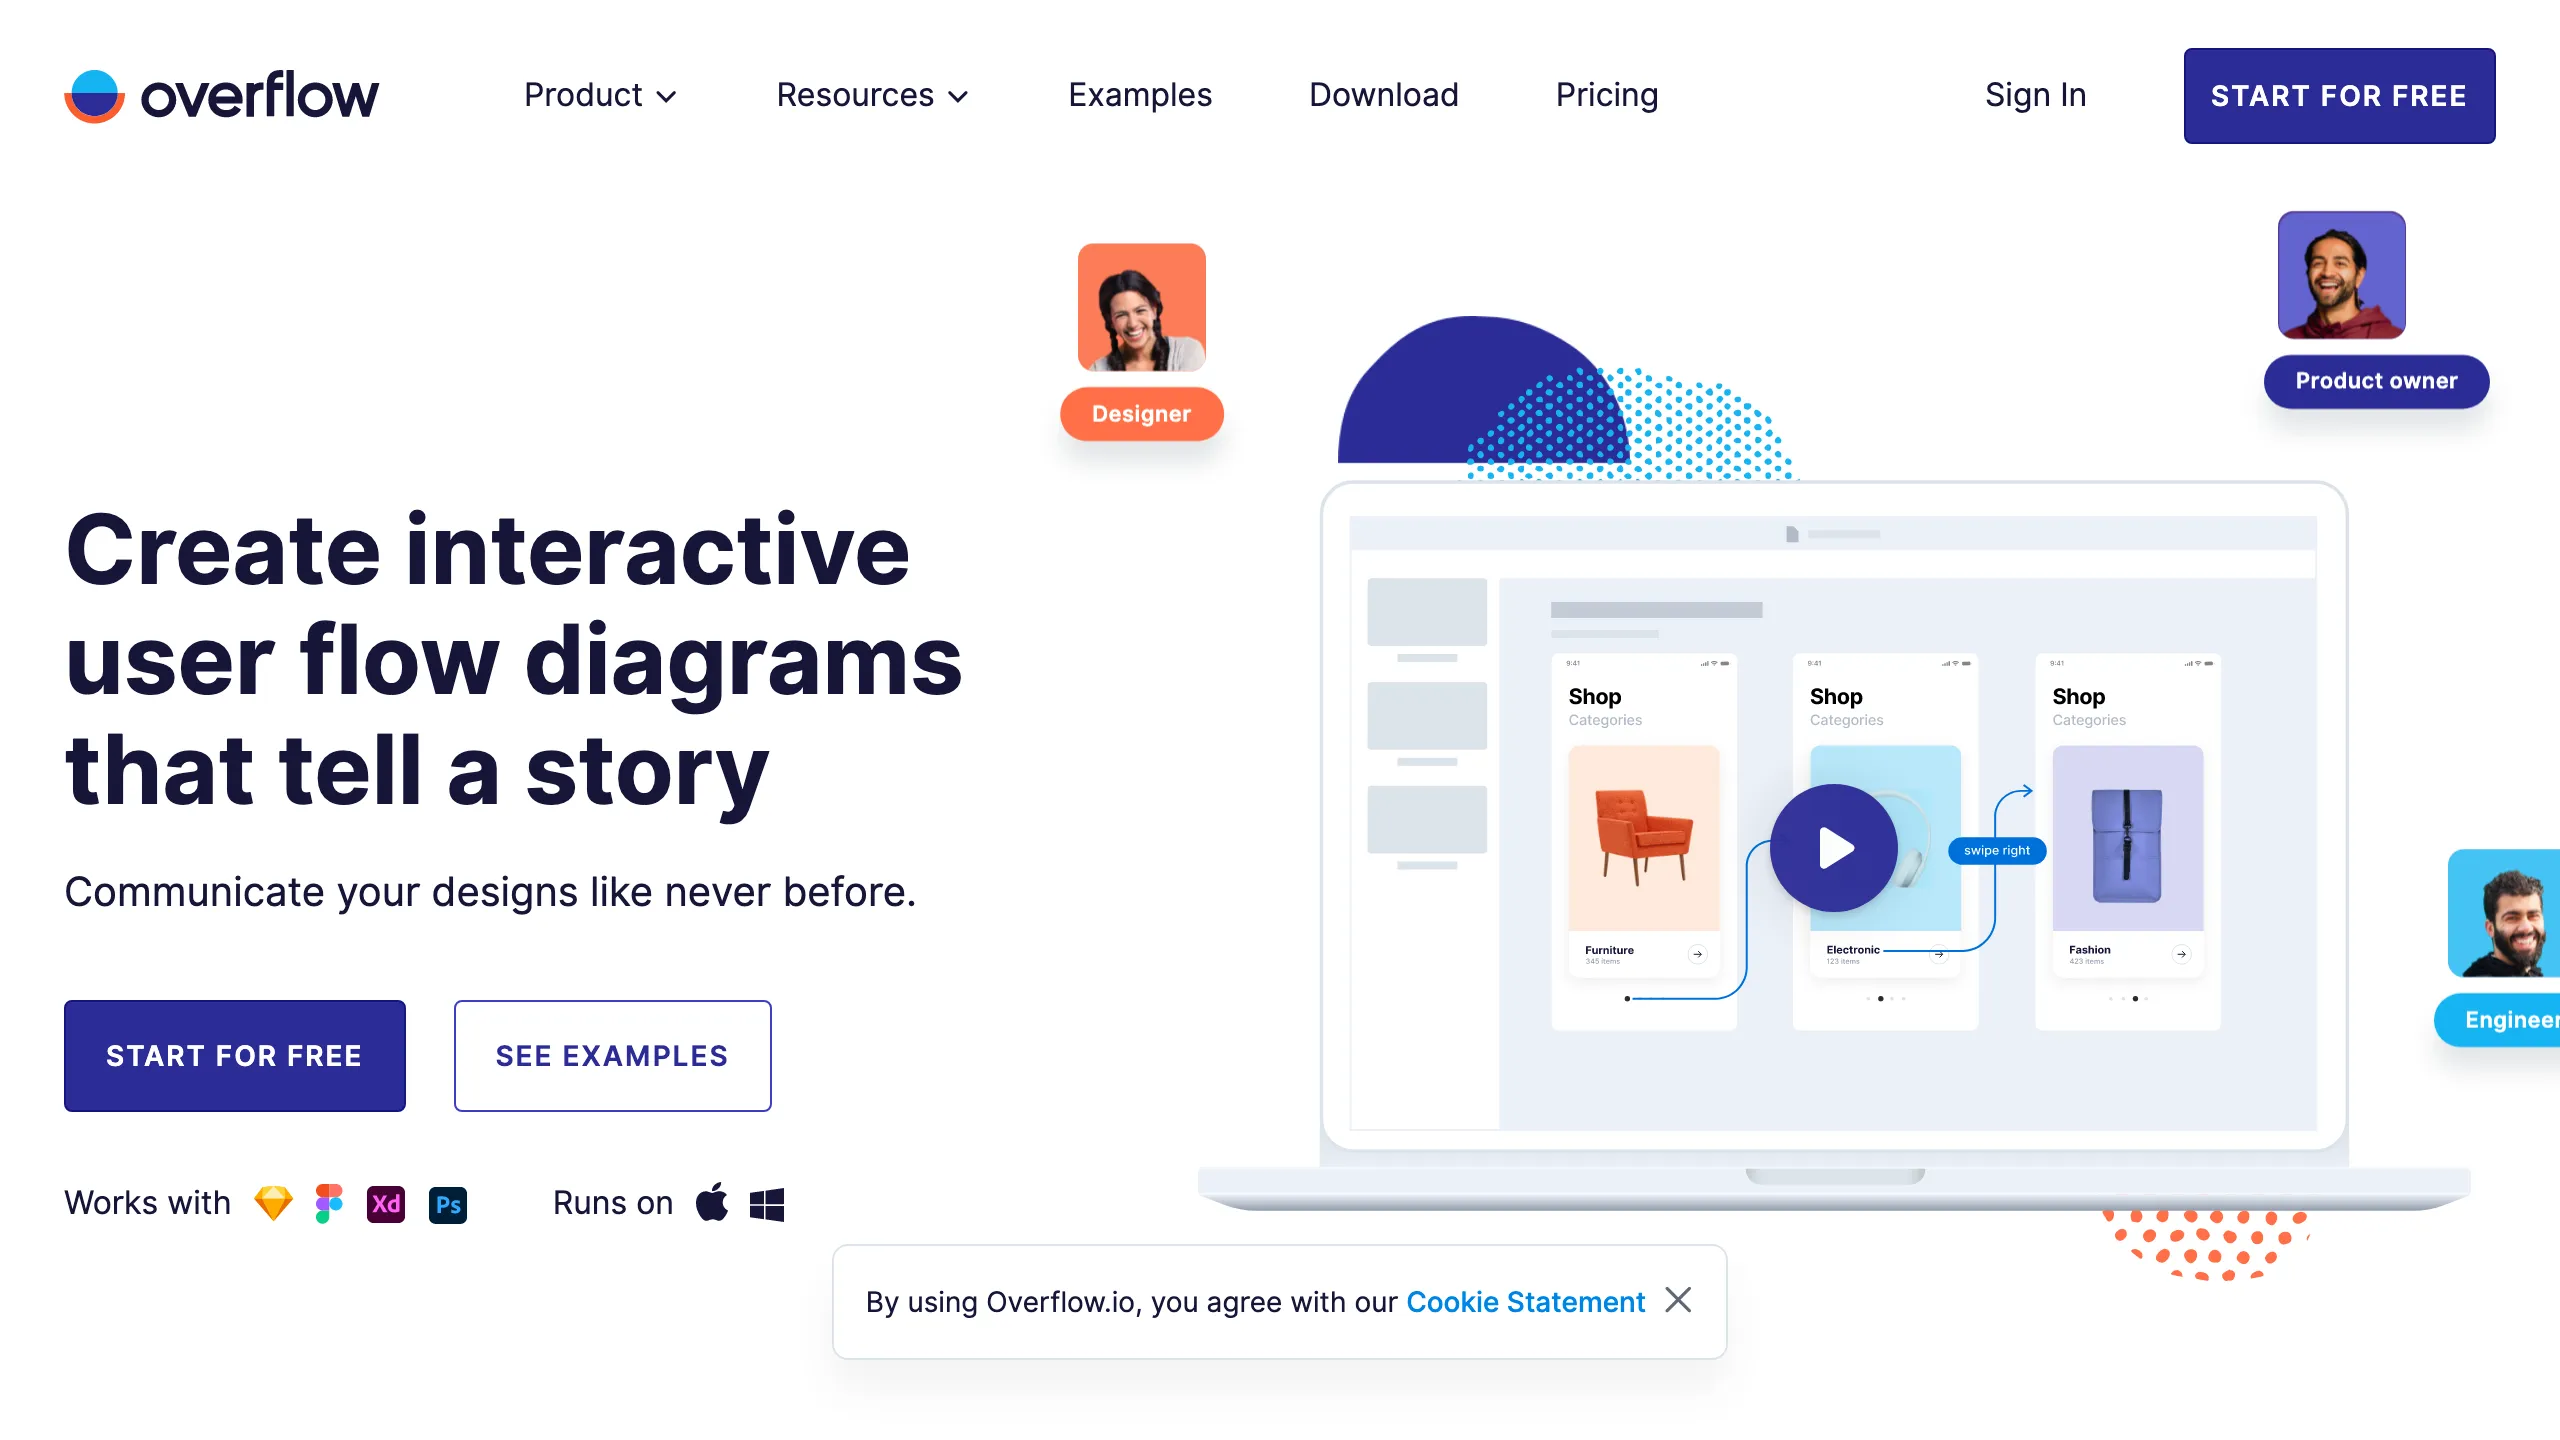 overflow
Product
Resources
Examples
Download
Pricing
Sign In
START FOR FREE
Designer
Product owner
Create interactive
user flow diagrams
that tell a story
Communicate your designs like never before.
START FOR FREE
SEE EXAMPLES
Works with
Xd
Ps
Runs on
9:41
Shop
Categories
Furniture
345 items
9:41
Shop
Categories
Electronic
123 items
swipe right
9:41
Shop
Categories
Fashion
423 items
Engineer
By using Overflow.io, you agree with our Cookie Statement